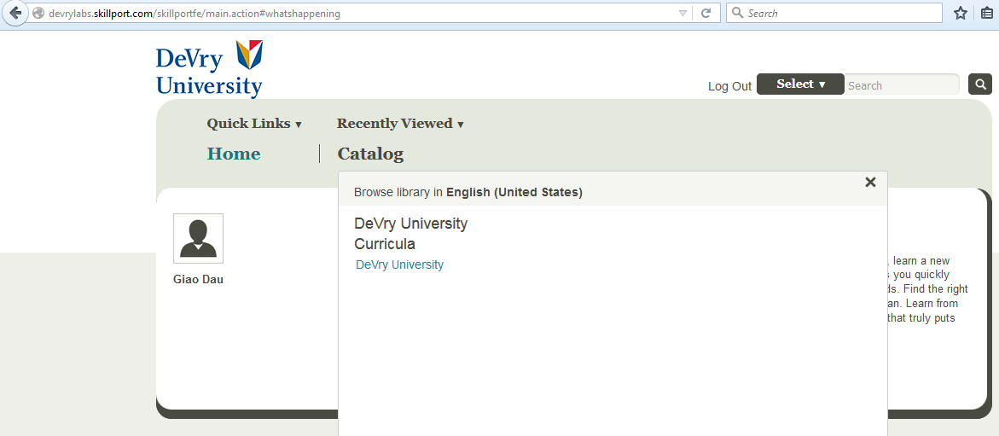 devrylabs.skillport.com/skillportfe/main.action#whatshappening
Search
DeVry
University
Log Out
Select ▼
Search
Quick Links ▼
Recently Viewed ▼
Home
Catalog
Browse library in English (United States)
DeVry University
Curricula
DeVry University
Giao Dau
, learn a new
you quickly
Find the right
Learn from
that truly puts